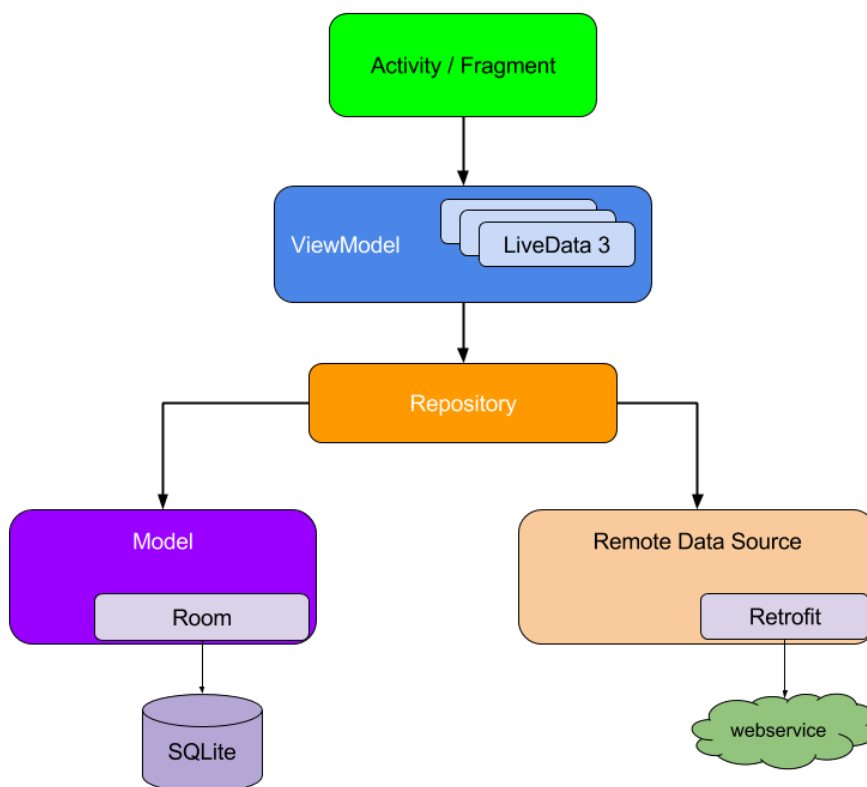 Activity / Fragment
ViewModel
LiveData 3
Repository
Model
Remote Data Source
Room
Retrofit
SQLite
webservice